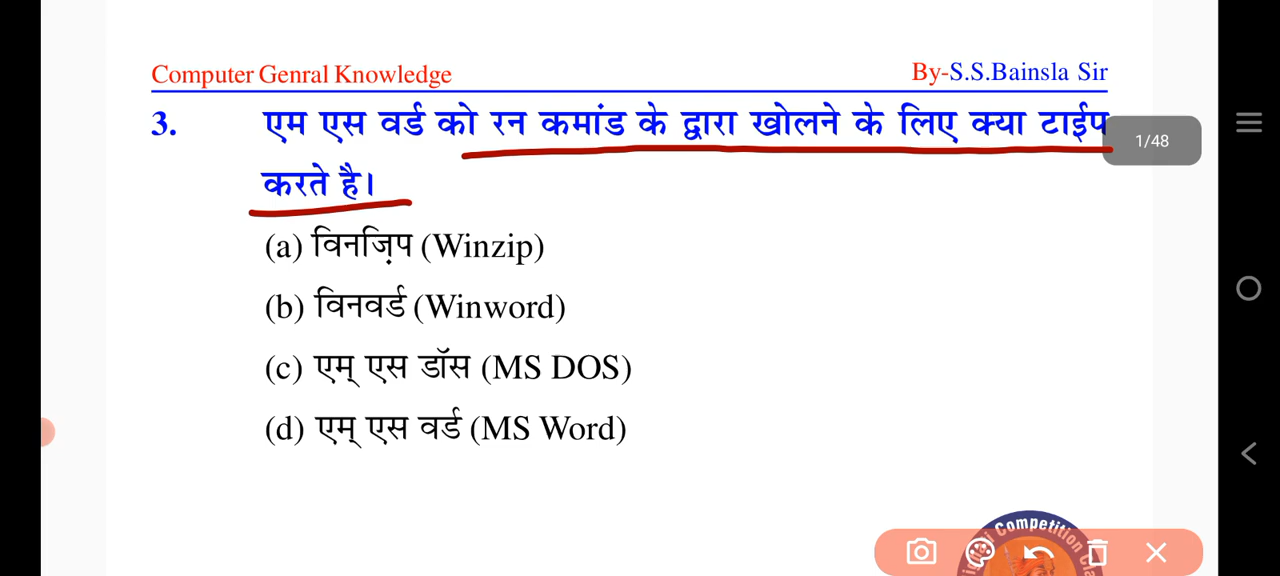 Computer Genral Knowledge By-S.S.Bainsla Sir
3. एम एस वर्ड को रन कमांड के द्वारा खोलने के लिए क्या टाईप
1/48
करते है।
(a) विनज़िप (Winzip)
(b) विनवर्ड (Winword)
(c) एम् एस डॉस (MS DOS)
(d) एम् एस वर्ड (MS Word)
Competition